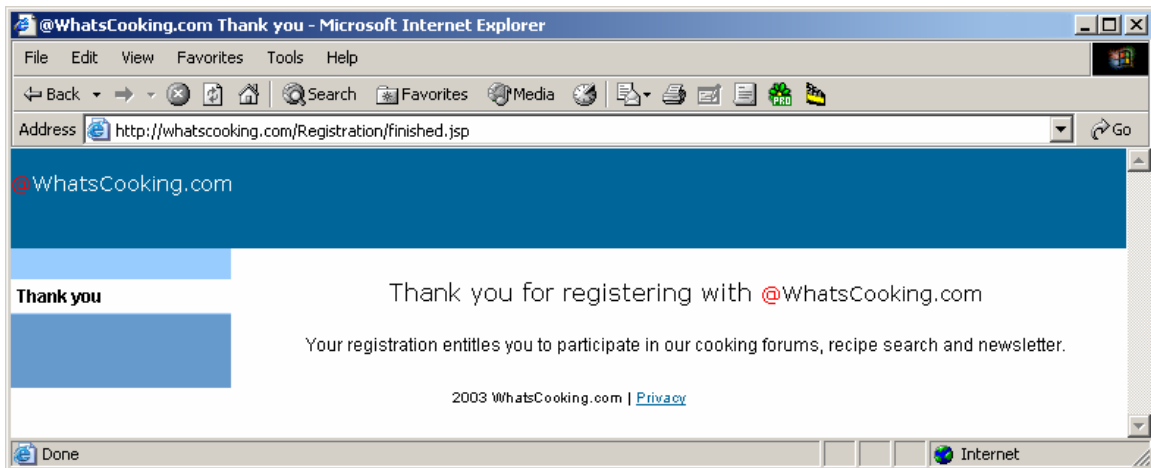 @WhatsCooking.com Thank you - Microsoft Internet Explorer
File Edit View Favorites Tools Help
Back Search Favorites Media PRO
Address http://whatscooking.com/Registration/finished.jsp Go
@WhatsCooking.com
Thank you
Thank you for registering with @WhatsCooking.com
Your registration entitles you to participate in our cooking forums, recipe search and newsletter.
2003 WhatsCooking.com | Privacy
Done Internet